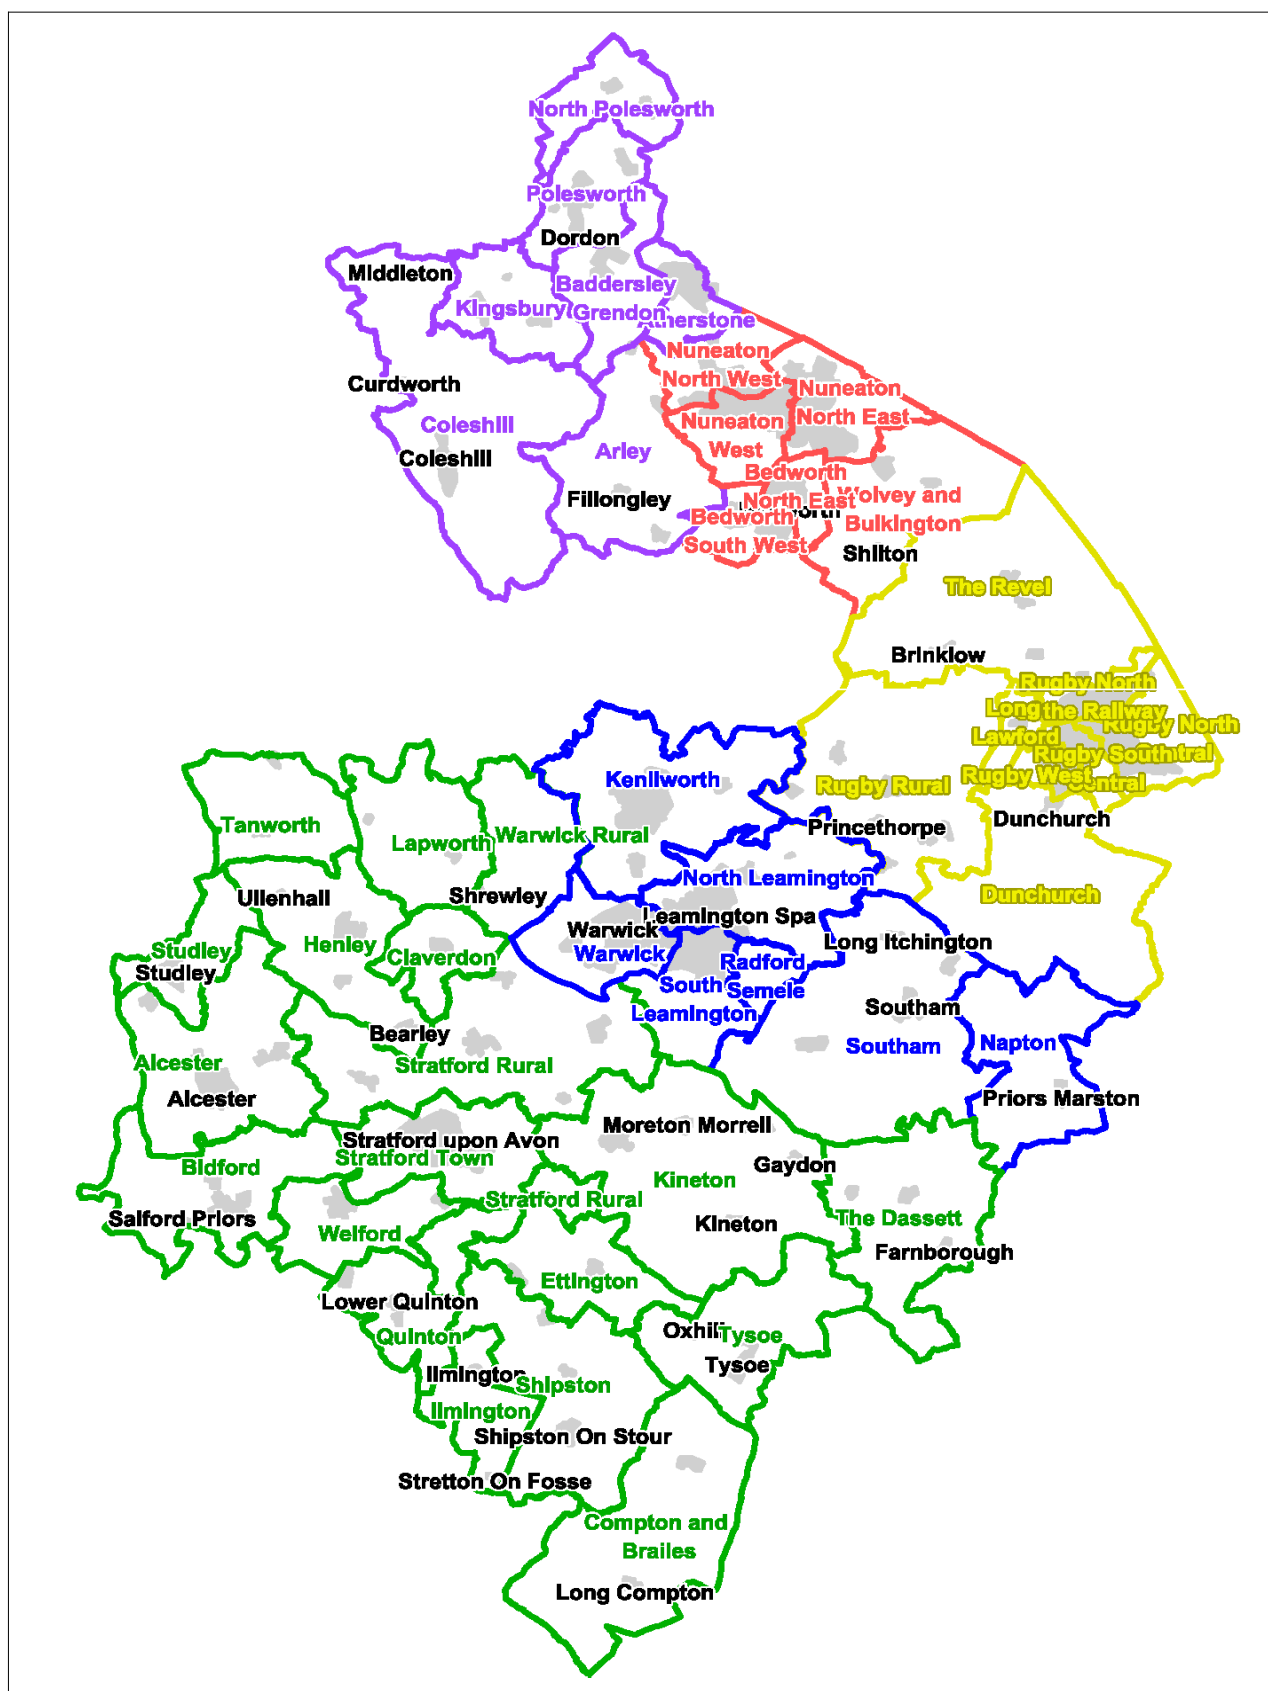 North Polesworth
Polesworth
Dordon
Middleton
Baddersley
Kingsbury
Grendon
Atherstone
Nuneaton
North West
Curdworth
Nuneaton
North East
Coleshill
Nuneaton
West
Arley
Coleshill
Bedworth
North East
Fillongley
Wolvey and
Bulkington
Bedworth
South West
Shilton
The Revel
Brinklow
Rugby North
Long
the Railway
Rugby North
Lawford
Rugby South
Rugby West
Central
Kenilworth
Rugby Rural
Dunchurch
Princethorpe
Tanworth
Lapworth
Warwick Rural
North Leamington
Dunchurch
Ullenhall
Shrewley
Leamington Spa
Warwick
Warwick
Henley
Long Itchington
Studley
Studley
Claverdon
Radford
Semele
South
Leamington
Southam
Bearley
Southam
Napton
Alcester
Stratford Rural
Alcester
Priors Marston
Moreton Morrell
Stratford upon Avon
Stratford Town
Bidford
Gaydon
Kineton
Stratford Rural
Salford Priors
Welford
Kineton
The Dassett
Farnborough
Ettington
Lower Quinton
Quinton
Oxhill
Tysoe
Tysoe
Ilmington
Shipston
Ilmington
Shipston On Stour
Stretton On Fosse
Compton and
Brailes
Long Compton